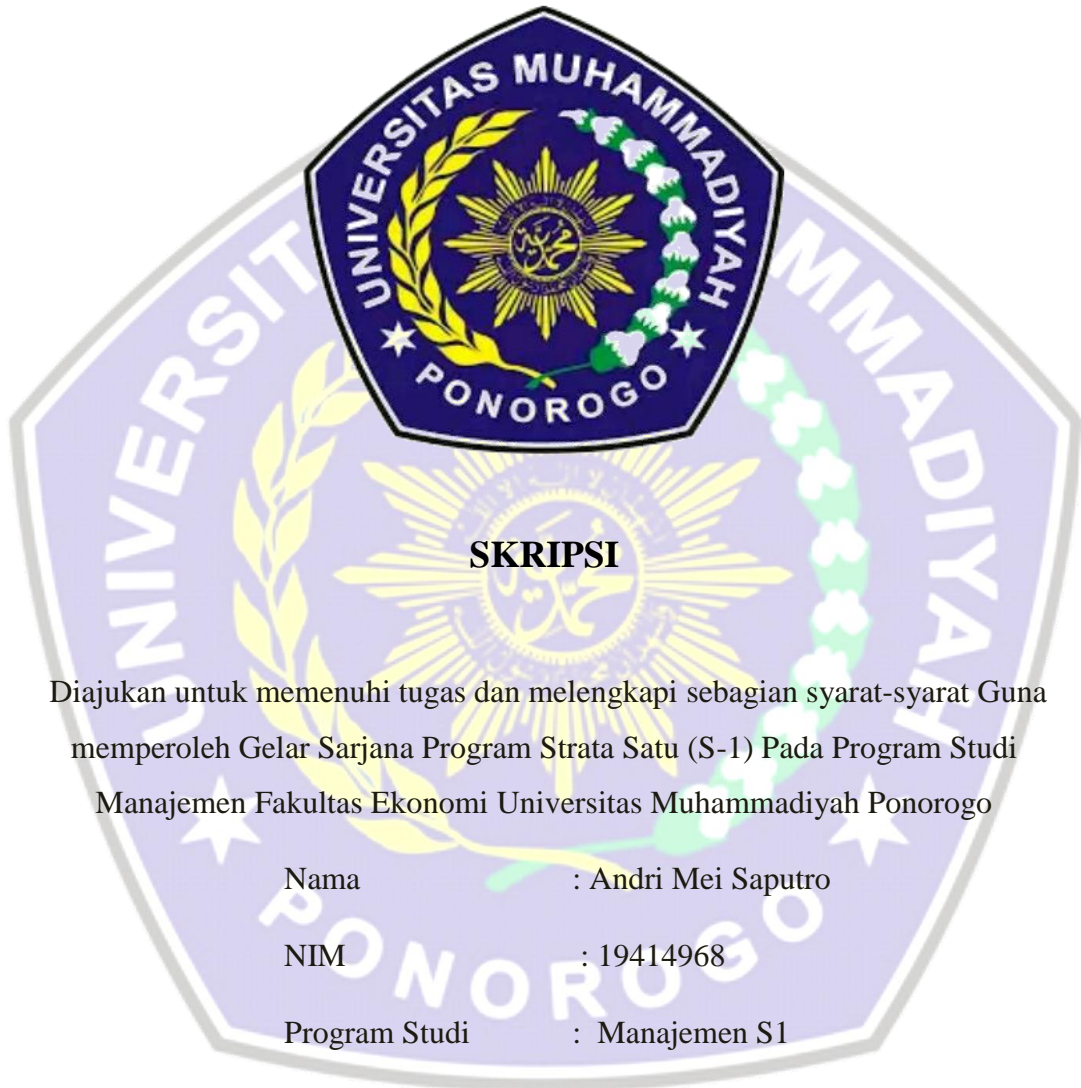 UNIVERSITAS MUHAMMADIYAH
PONOROGO
محمدية
SKRIPSI
Diajukan untuk memenuhi tugas dan melengkapi sebagian syarat-syarat Guna
memperoleh Gelar Sarjana Program Strata Satu (S-1) Pada Program Studi
Manajemen Fakultas Ekonomi Universitas Muhammadiyah Ponorogo
Nama : Andri Mei Saputro
NIM : 19414968
Program Studi : Manajemen S1